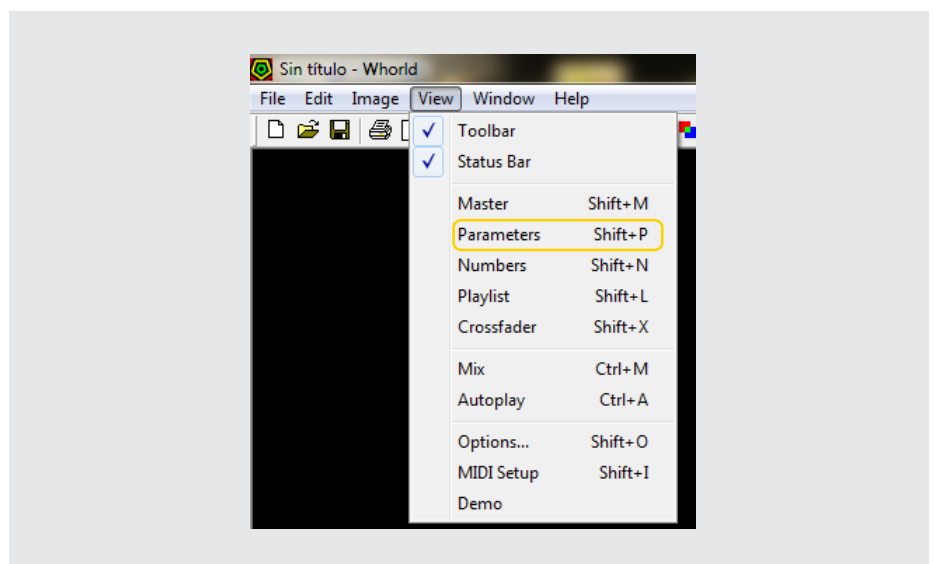 Sin título - Whorld
File Edit Image View Window Help
Toolbar
Status Bar
Master Shift+M
Parameters Shift+P
Numbers Shift+N
Playlist Shift+L
Crossfader Shift+X
Mix Ctrl+M
Autoplay Ctrl+A
Options... Shift+O
MIDI Setup Shift+I
Demo